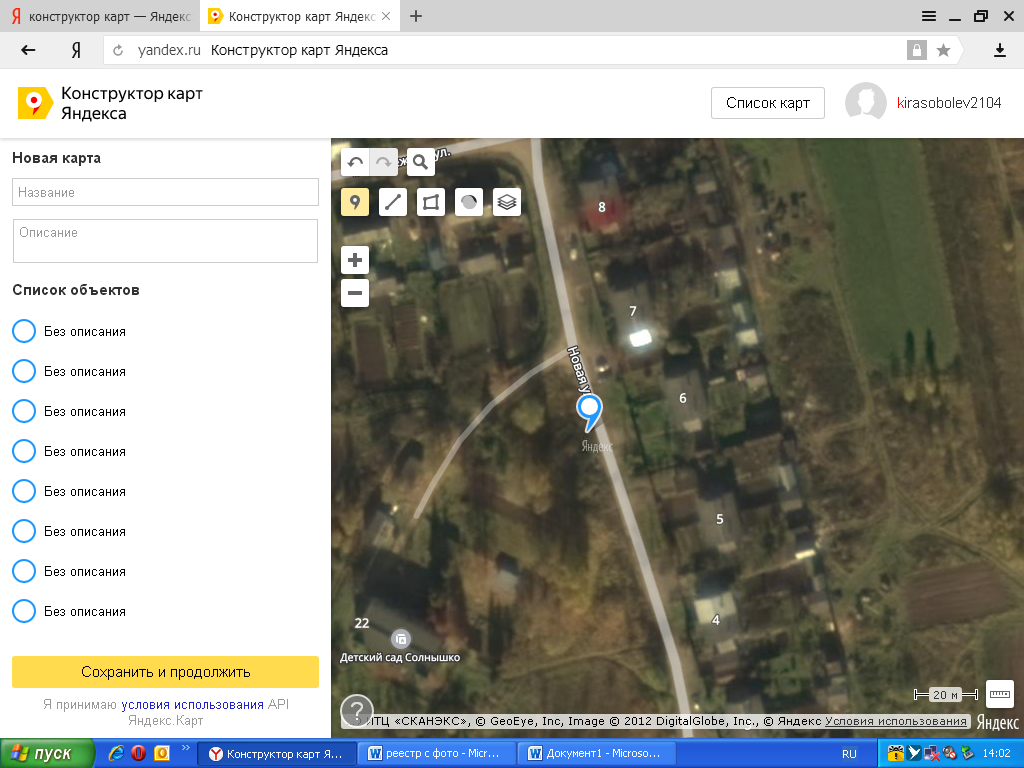 конструктор карт — Яндекс
Конструктор карт Яндекс
yandex.ru Конструктор карт Яндекса
Конструктор карт
Яндекса
Список карт
kirasobolev2104
Новая карта
Название
Описание
Список объектов
Без описания
Без описания
Без описания
Без описания
Без описания
Без описания
Без описания
Без описания
Сохранить и продолжить
Я принимаю условия использования API
Яндекс.Карт
ул.
8
7
Новая у
6
Яндекс
5
4
22
Детский сад Солнышко
20 м
ИТЦ «СКАНЭКС», © GeoEye, Inc, Image © 2012 DigitalGlobe, Inc., © Яндекс Условия использования
Яндекс
пуск
Конструктор карт Я...
реестр с фото - Micr...
Документ1 - Microso...
RU
14:02